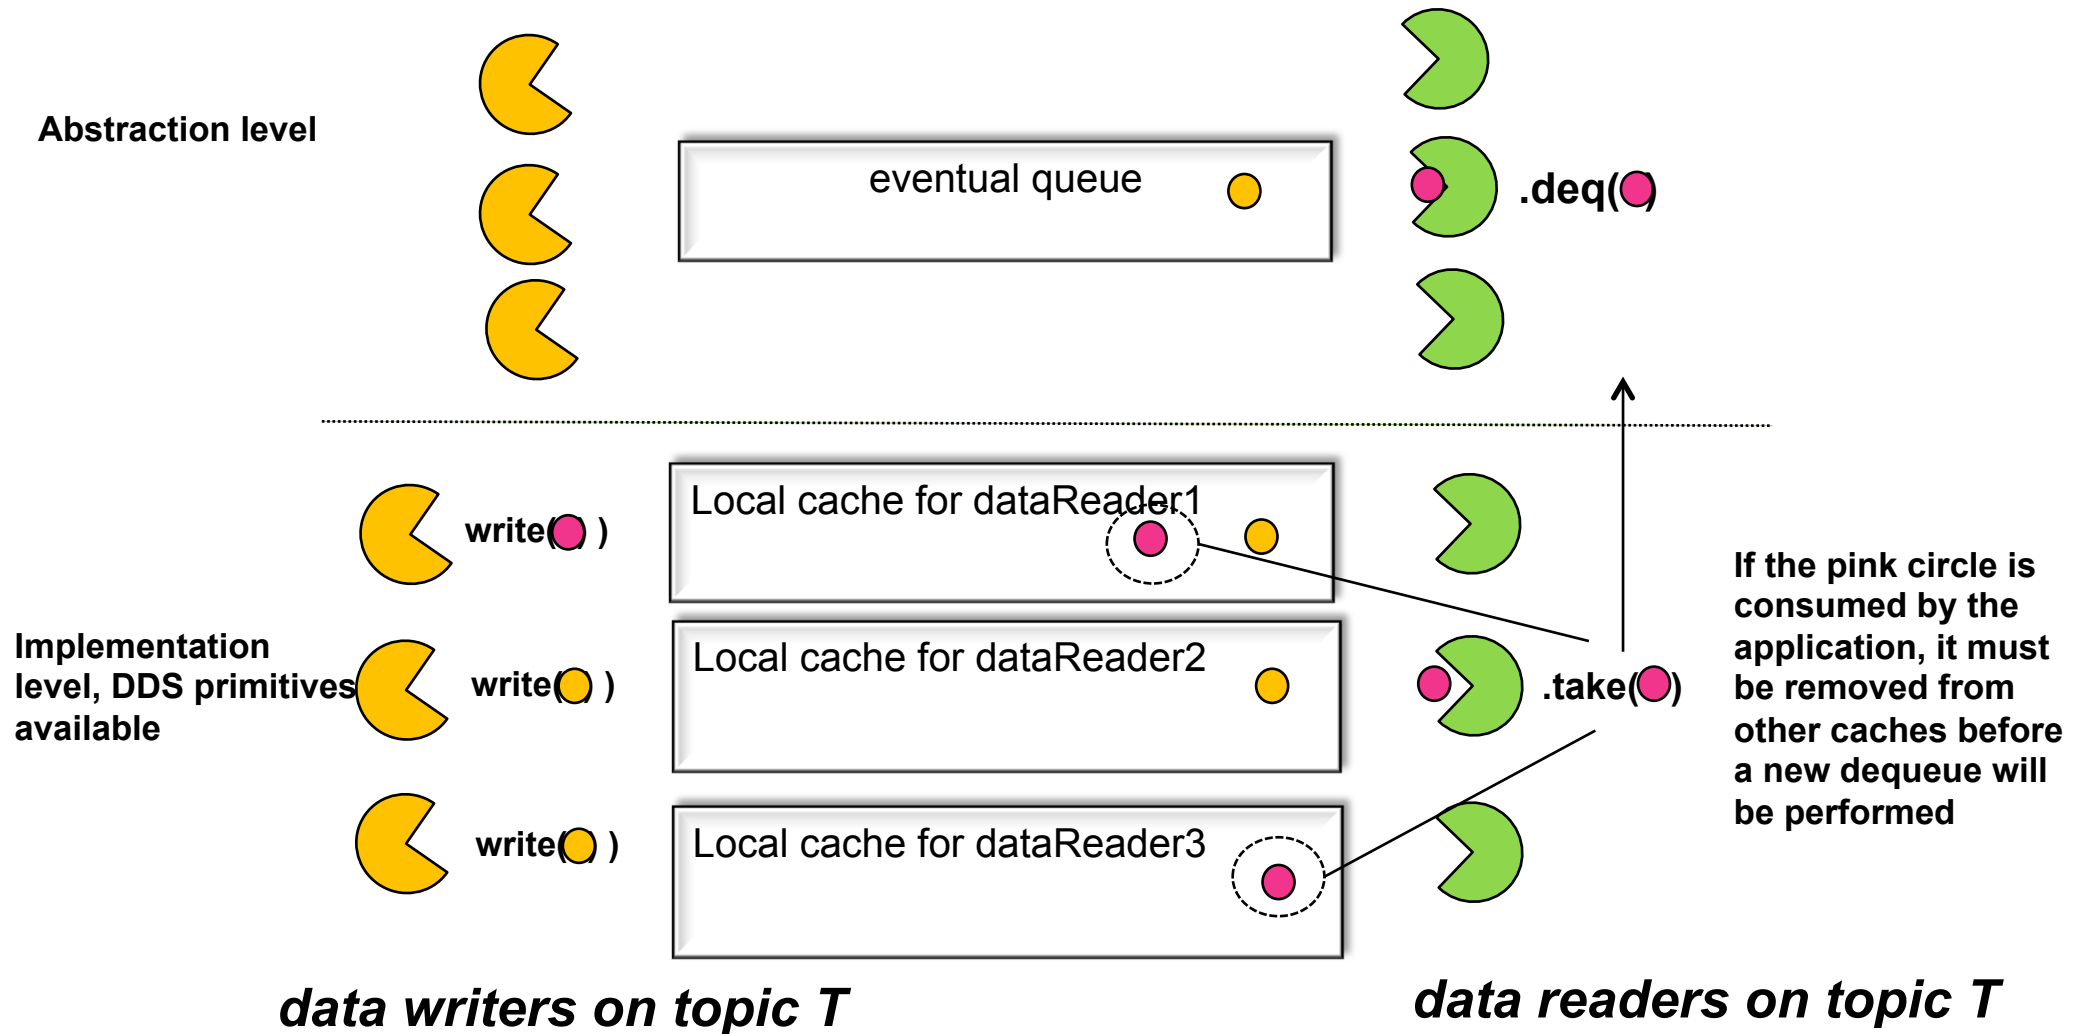 Abstraction level
eventual queue
.deq( )
write( )
Local cache for dataReader1
Implementation
level, DDS primitives
available
write( )
Local cache for dataReader2
.take( )
If the pink circle is
consumed by the
application, it must
be removed from
other caches before
a new dequeue will
be performed
write( )
Local cache for dataReader3
data writers on topic T
data readers on topic T